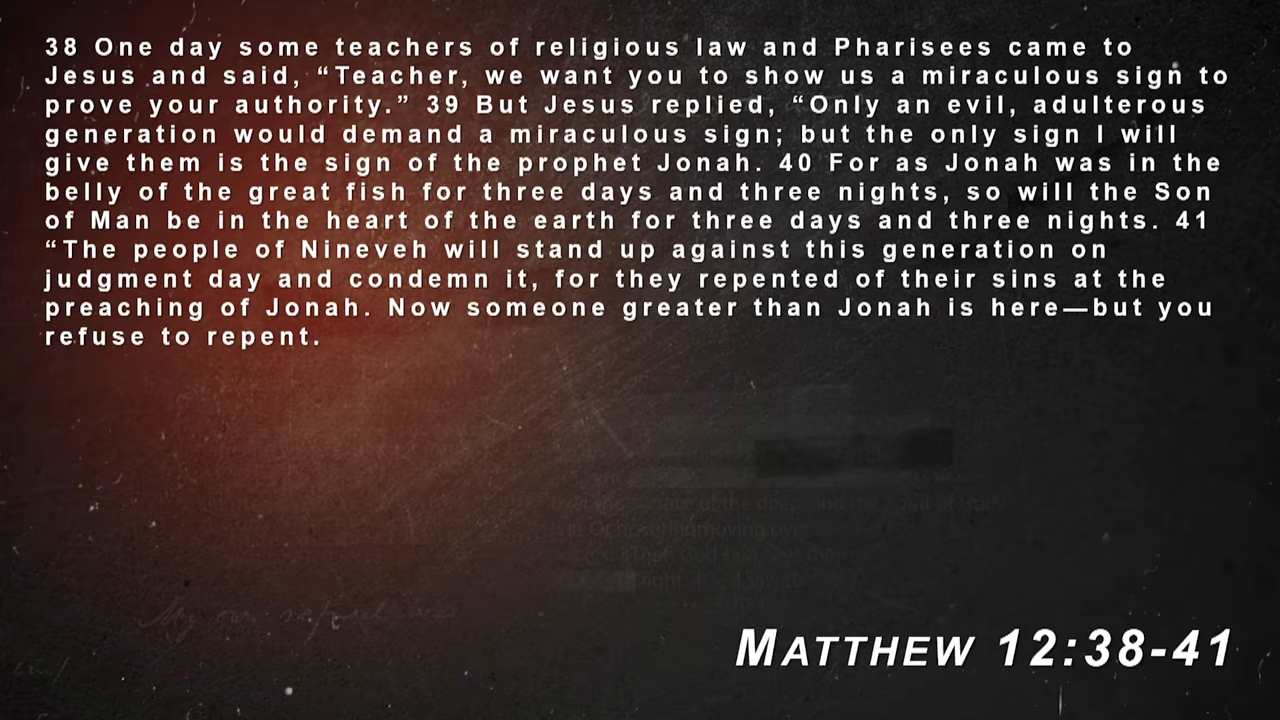 38 One day some teachers of religious law and Pharisees came to
Jesus and said, “Teacher, we want you to show us a miraculous sign to
prove your authority.” 39 But Jesus replied, “Only an evil, adulterous
generation would demand a miraculous sign; but the only sign I will
give them is the sign of the prophet Jonah. 40 For as Jonah was in the
belly of the great fish for three days and three nights, so will the Son
of Man be in the heart of the earth for three days and three nights. 41
“The people of Nineveh will stand up against this generation on
judgment day and condemn it, for they repented of their sins at the
preaching of Jonah. Now someone greater than Jonah is here—but you
refuse to repent.
MATTHEW 12:38-41